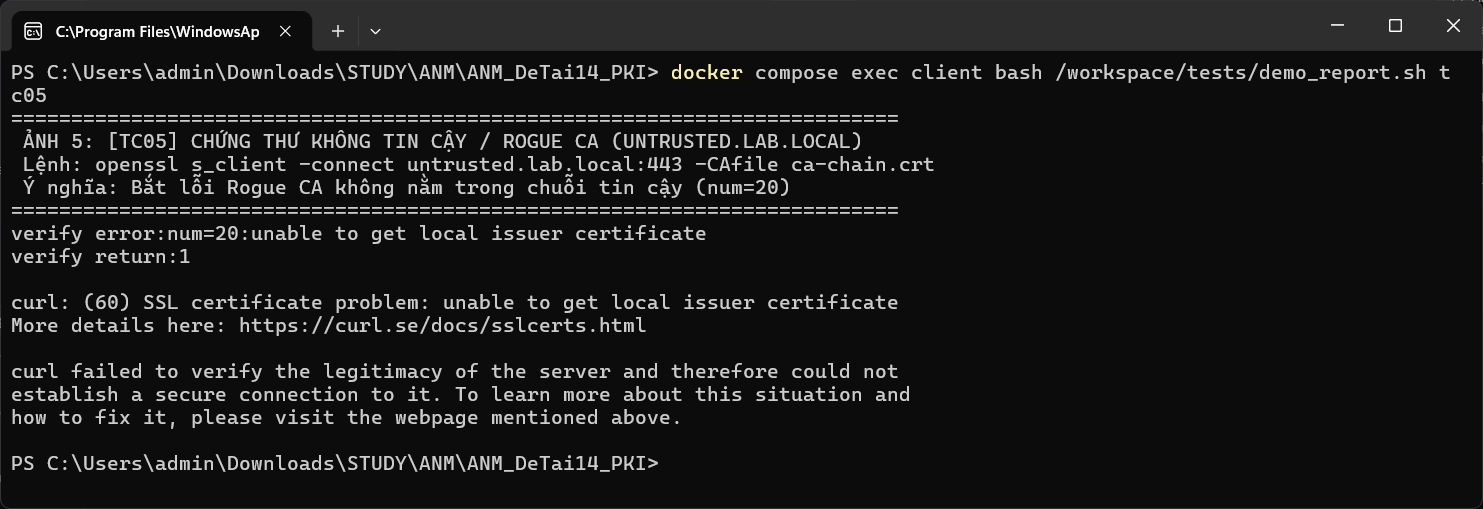 C:\Program Files\WindowsAp
PS C:\Users\admin\Downloads\STUDY\ANM\ANM_DeTai14_PKI> docker compose exec client bash /workspace/tests/demo_report.sh t
c05
==========================================================================
ẢNH 5: [TC05] CHỨNG THƯ KHÔNG TIN CẬY / ROGUE CA (UNTRUSTED.LAB.LOCAL)
Lệnh: openssl s_client -connect untrusted.lab.local:443 -CAfile ca-chain.crt
Ý nghĩa: Bắt lỗi Rogue CA không nằm trong chuỗi tin cậy (num=20)
==========================================================================
verify error:num=20:unable to get local issuer certificate
verify return:1
curl: (60) SSL certificate problem: unable to get local issuer certificate
More details here: https://curl.se/docs/sslcerts.html
curl failed to verify the legitimacy of the server and therefore could not
establish a secure connection to it. To learn more about this situation and
how to fix it, please visit the webpage mentioned above.
PS C:\Users\admin\Downloads\STUDY\ANM\ANM_DeTai14_PKI>